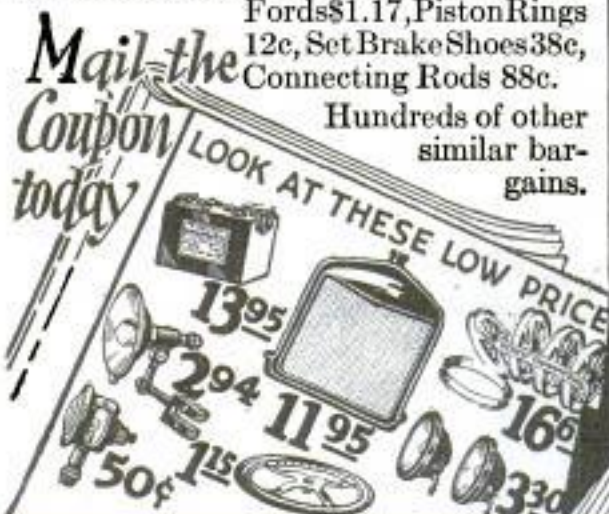 Fords$1.17, Piston Rings
12c, Set Brake Shoes 38c,
Connecting Rods 88c.
Hundreds of other
similar bar-
gains.
Mail the
Coupon
today
LOOK AT THESE LOW PRICE
13 95
2 94
11 95
16 6
50¢
1 15
3 30